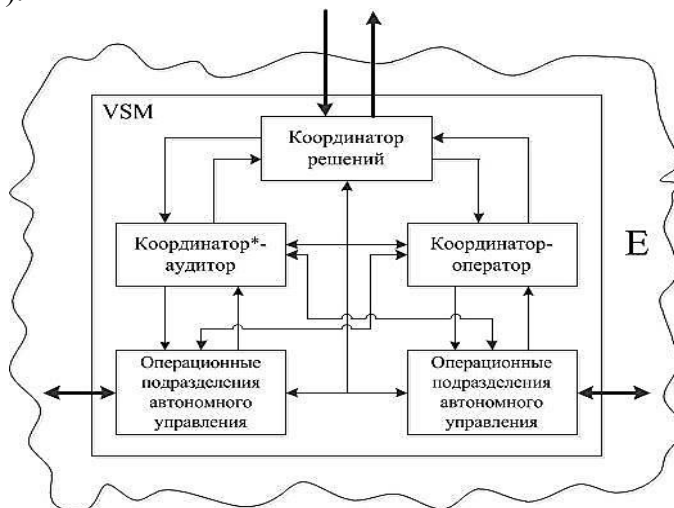 ).
VSM
Координатор
решений
Координатор*-
аудитор
Координатор-
оператор
E
Операционные
подразделения
автономного
управления
Операционные
подразделения
автономного
управления